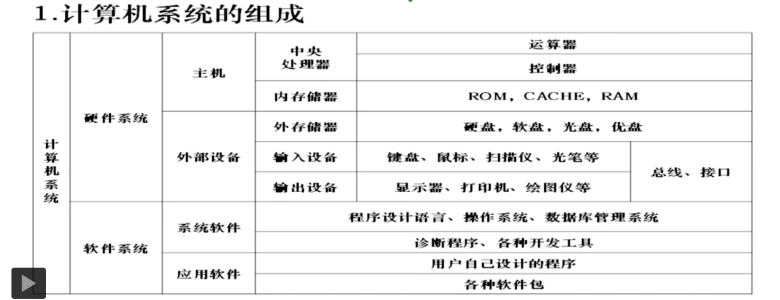 1.计算机系统的组成
计算机系统
硬件系统
主机
中央
处理器
运算器
控制器
内存储器
ROM，CACHE，RAM
外部设备
外存储器
硬盘，软盘，光盘，优盘
输入设备
键盘、鼠标、扫描仪、光笔等
输出设备
显示器、打印机、绘图仪等
总线、接口
软件系统
系统软件
程序设计语言、操作系统、数据库管理系统
诊断程序、各种开发工具
应用软件
用户自己设计的程序
各种软件包